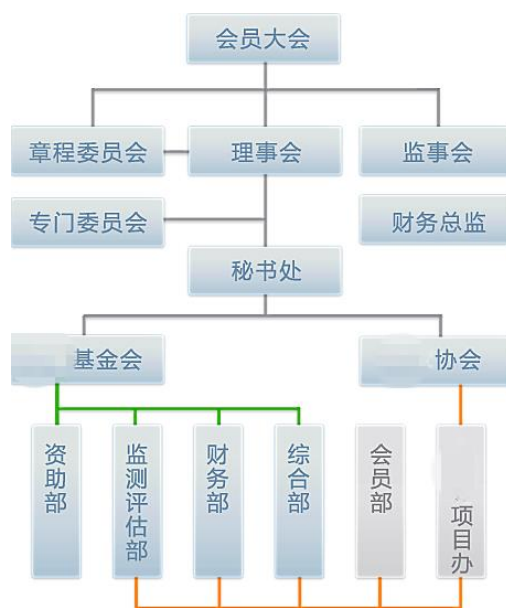 会员大会
章程委员会
理事会
监事会
专门委员会
财务总监
秘书处
基金会
协会
资助部
监测评估部
财务部
综合部
会员部
项目办